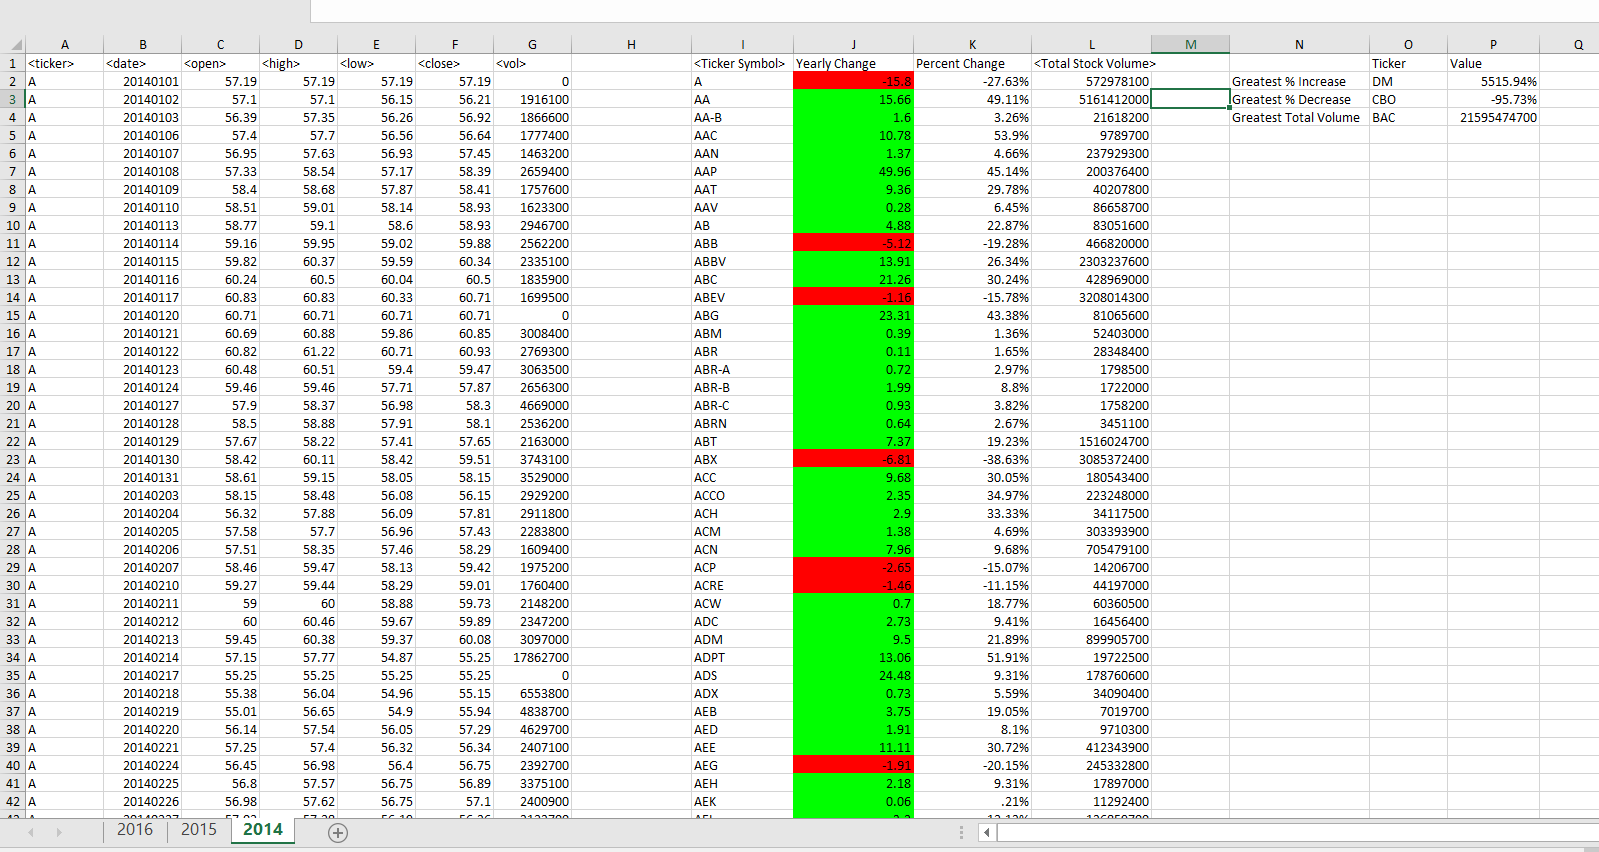 A B C D E F G H I J K L M N O P Q
1 <ticker> <date> <open> <high> <low> <close> <vol> <Ticker Symbol> Yearly Change Percent Change <Total Stock Volume> Ticker Value
2 A 20140101 57.19 57.19 57.19 57.19 0 A -15.8 -27.63% 572978100 Greatest % Increase DM 5515.94%
3 A 20140102 57.1 57.1 56.15 56.21 1916100 AA 15.66 49.11% 5161412000 Greatest % Decrease CBO -95.73%
4 A 20140103 56.39 57.35 56.26 56.92 1866600 AA-B 1.6 3.26% 21618200 Greatest Total Volume BAC 21595474700
5 A 20140106 57.4 57.7 56.56 56.64 1777400 AAC 10.78 53.9% 9789700
6 A 20140107 56.95 57.63 56.93 57.45 1463200 AAN 1.37 4.66% 237929300
7 A 20140108 57.33 58.54 57.17 58.39 2659400 AAP 49.96 45.14% 200376400
8 A 20140109 58.4 58.68 57.87 58.41 1757600 AAT 9.36 29.78% 40207800
9 A 20140110 58.51 59.01 58.14 58.93 1623300 AAV 0.28 6.45% 86658700
10 A 20140113 58.77 59.1 58.6 58.93 2946700 AB 4.88 22.87% 83051600
11 A 20140114 59.16 59.95 59.02 59.88 2562200 ABB -5.12 -19.28% 466820000
12 A 20140115 59.82 60.37 59.59 60.34 2335100 ABBV 13.91 26.34% 2303237600
13 A 20140116 60.24 60.5 60.04 60.5 1835900 ABC 21.26 30.24% 428969000
14 A 20140117 60.83 60.83 60.33 60.71 1699500 ABEV -1.16 -15.78% 3208014300
15 A 20140120 60.71 60.71 60.71 60.71 0 ABG 23.31 43.38% 81065600
16 A 20140121 60.69 60.88 59.86 60.85 3008400 ABM 0.39 1.36% 52403000
17 A 20140122 60.82 61.22 60.71 60.93 2769300 ABR 0.11 1.65% 28348400
18 A 20140123 60.48 60.51 59.4 59.47 3063500 ABR-A 0.72 2.97% 1798500
19 A 20140124 59.46 59.46 57.71 57.87 2656300 ABR-B 1.99 8.8% 1722000
20 A 20140127 57.9 58.37 56.98 58.3 4669000 ABR-C 0.93 3.82% 1758200
21 A 20140128 58.5 58.88 57.91 58.1 2536200 ABRN 0.64 2.67% 3451100
22 A 20140129 57.67 58.22 57.41 57.65 2163000 ABT 7.37 19.23% 1516024700
23 A 20140130 58.42 60.11 58.42 59.51 3743100 ABX -6.81 -38.63% 3085372400
24 A 20140131 58.61 59.15 58.05 58.15 3529000 ACC 9.68 30.05% 180543400
25 A 20140203 58.15 58.48 56.08 56.15 2929200 ACCO 2.35 34.97% 223248000
26 A 20140204 56.32 57.88 56.09 57.81 2911800 ACH 2.9 33.33% 34117500
27 A 20140205 57.58 57.7 56.96 57.43 2283800 ACM 1.38 4.69% 303393900
28 A 20140206 57.51 58.35 57.46 58.29 1609400 ACN 7.96 9.68% 705479100
29 A 20140207 58.46 59.47 58.13 59.42 1975200 ACP -2.65 -15.07% 14206700
30 A 20140210 59.27 59.44 58.29 59.01 1760400 ACRE -1.46 -11.15% 44197000
31 A 20140211 59 60 58.88 59.73 2148200 ACW 0.7 18.77% 60360500
32 A 20140212 60 60.46 59.67 59.89 2347200 ADC 2.73 9.41% 16456400
33 A 20140213 59.45 60.38 59.37 60.08 3097000 ADM 9.5 21.89% 899905700
34 A 20140214 57.15 57.77 54.87 55.25 17862700 ADPT 13.06 51.91% 19722500
35 A 20140217 55.25 55.25 55.25 55.25 0 ADS 24.48 9.31% 178760600
36 A 20140218 55.38 56.04 54.96 55.15 6553800 ADX 0.73 5.59% 34090400
37 A 20140219 55.01 56.65 54.9 55.94 4838700 AEB 3.75 19.05% 7019700
38 A 20140220 56.14 57.54 56.05 57.29 4629700 AED 1.91 8.1% 9710300
39 A 20140221 57.25 57.4 56.32 56.34 2407100 AEE 11.11 30.72% 412343900
40 A 20140224 56.45 56.98 56.4 56.75 2392700 AEG -1.91 -20.15% 245332800
41 A 20140225 56.8 57.57 56.75 56.89 3375100 AEH 2.18 9.31% 17897000
42 A 20140226 56.98 57.62 56.75 57.1 2400900 AEK 0.06 .21% 11292400
2016 2015 2014